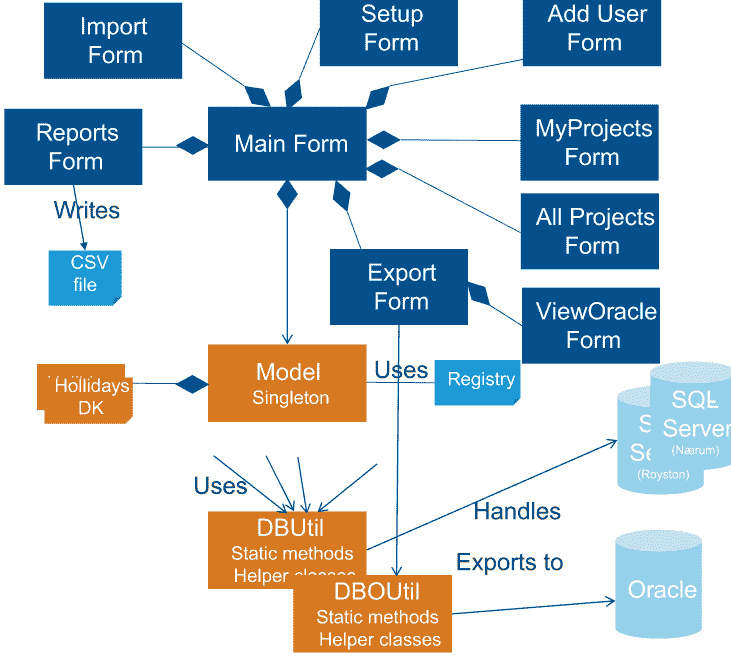 Import
Form
Setup
Form
Add User
Form
Reports
Form
Main Form
MyProjects
Form
Writes
All Projects
Form
CSV
file
Export
Form
ViewOracle
Form
Hollidays
DK
Model
Singleton
Uses
Registry
SQL
Server
(Nærum)
(Royston)
Uses
Handles
DBUtil
Static methods
Helper classes
Exports to
DBOUtil
Static methods
Helper classes
Oracle